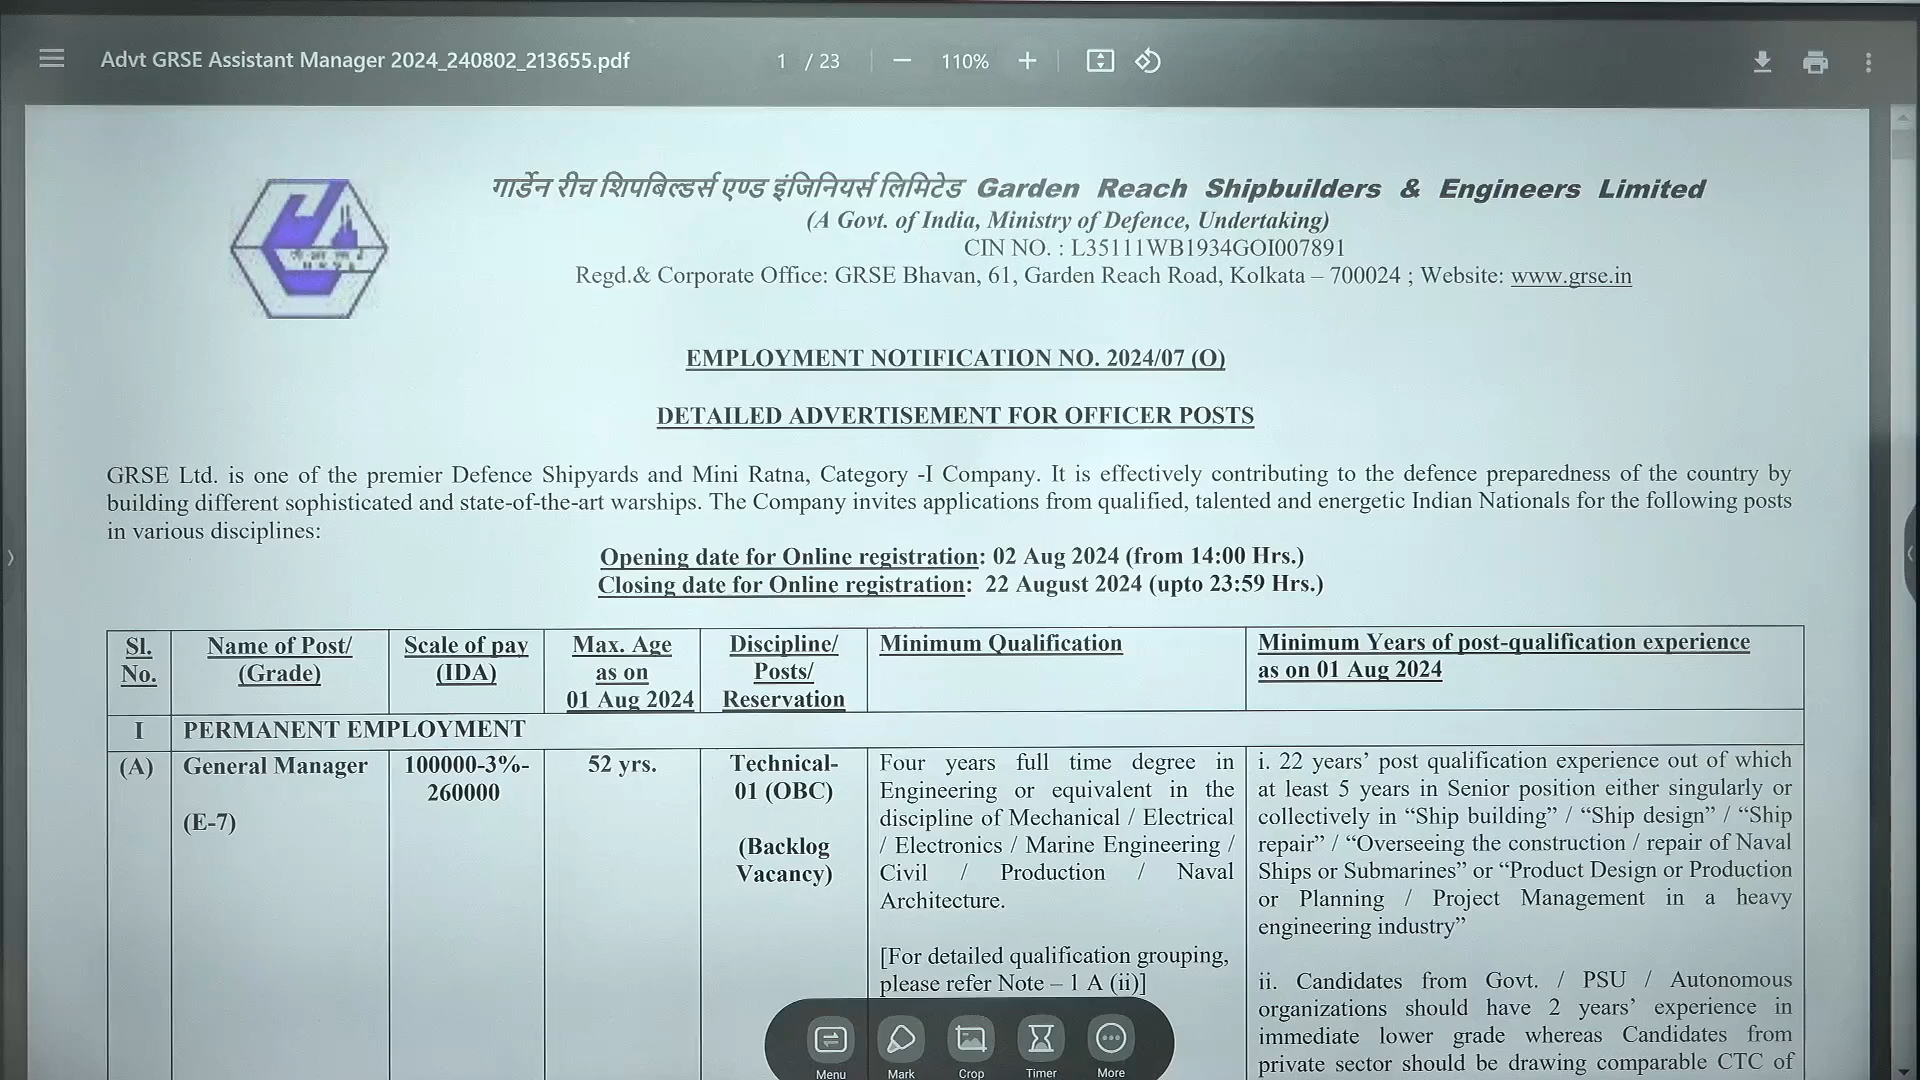 Advt GRSE Assistant Manager 2024_240802_213655.pdf
1 / 23
110%
गार्डेन रीच शिपबिल्डर्स एण्ड इंजिनियर्स लिमिटेड Garden Reach Shipbuilders & Engineers Limited
(A Govt. of India, Ministry of Defence, Undertaking)
CIN NO. : L35111WB1934GOI007891
Regd.& Corporate Office: GRSE Bhavan, 61, Garden Reach Road, Kolkata – 700024 ; Website: www.grse.in
EMPLOYMENT NOTIFICATION NO. 2024/07 (O)
DETAILED ADVERTISEMENT FOR OFFICER POSTS
GRSE Ltd. is one of the premier Defence Shipyards and Mini Ratna, Category -I Company. It is effectively contributing to the defence preparedness of the country by
building different sophisticated and state-of-the-art warships. The Company invites applications from qualified, talented and energetic Indian Nationals for the following posts
in various disciplines:
Opening date for Online registration: 02 Aug 2024 (from 14:00 Hrs.)
Closing date for Online registration: 22 August 2024 (upto 23:59 Hrs.)
Sl.
No.
Name of Post/
(Grade)
Scale of pay
(IDA)
Max. Age
as on
01 Aug 2024
Discipline/
Posts/
Reservation
Minimum Qualification
Minimum Years of post-qualification experience
as on 01 Aug 2024
I PERMANENT EMPLOYMENT
(A)
General Manager
(E-7)
100000-3%-
260000
52 yrs.
Technical-
01 (OBC)
(Backlog
Vacancy)
Four years full time degree in
Engineering or equivalent in the
discipline of Mechanical / Electrical
/ Electronics / Marine Engineering /
Civil / Production / Naval
Architecture.
[For detailed qualification grouping,
please refer Note – 1 A (ii)]
i. 22 years’ post qualification experience out of which
at least 5 years in Senior position either singularly or
collectively in “Ship building” / “Ship design” / “Ship
repair” / “Overseeing the construction / repair of Naval
Ships or Submarines” or “Product Design or Production
or Planning / Project Management in a heavy
engineering industry”
ii. Candidates from Govt. / PSU / Autonomous
organizations should have 2 years’ experience in
immediate lower grade whereas Candidates from
private sector should be drawing comparable CTC of
Menu
Mark
Crop
Timer
More